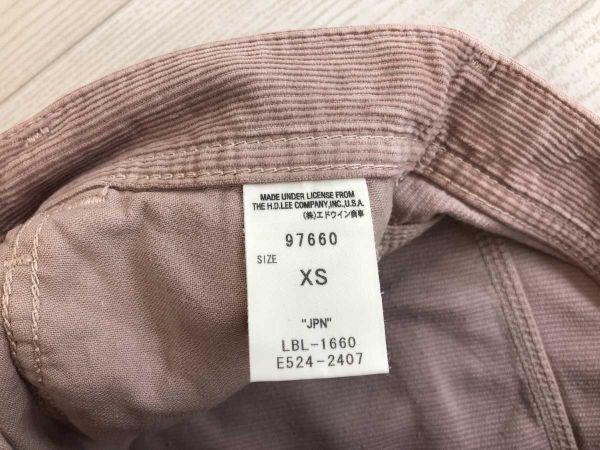 MADE UNDER LICENSE FROM
THE H.D.LEE COMPANY,INC.,U.S.A.
(株)エドウイン商事
97660
SIZE
XS
"JPN"
LBL-1660
E524-2407